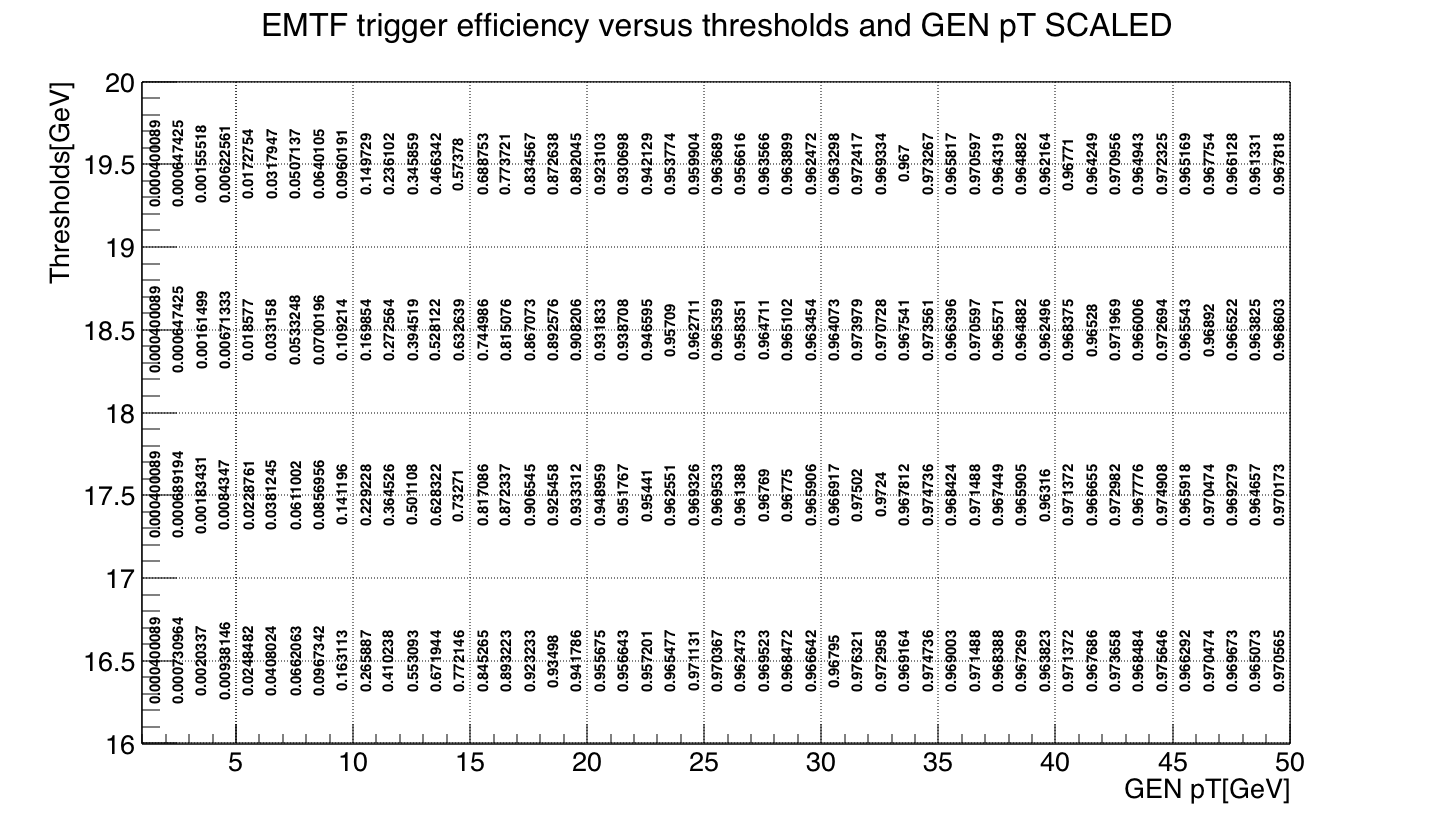 EMTF trigger efficiency versus thresholds and GEN pT SCALED
Thresholds[GeV]
20
19.5
0.000400089 0.000647425 0.00155518 0.00622561 0.0172754 0.0317947 0.0507137 0.0640105 0.0960191 0.149729 0.236102 0.345859 0.466342 0.57378 0.688753 0.773721 0.834567 0.872638 0.892045 0.923103 0.930698 0.942129 0.953774 0.959904 0.963689 0.956616 0.963566 0.963899 0.962472 0.963298 0.972417 0.969334 0.967 0.973267 0.965817 0.970597 0.964319 0.964882 0.962164 0.966771 0.964249 0.970956 0.964943 0.972325 0.965169 0.967754 0.966128 0.961331 0.967818
19
18.5
0.000400089 0.000647425 0.00161499 0.00671333 0.018577 0.033158 0.0533248 0.0700196 0.109214 0.169854 0.272564 0.394519 0.528122 0.632639 0.744986 0.815076 0.867073 0.892576 0.908206 0.931833 0.938708 0.946595 0.95709 0.962711 0.965359 0.958351 0.964711 0.965102 0.963454 0.964073 0.973979 0.970728 0.967541 0.973561 0.966396 0.970597 0.965571 0.964882 0.962496 0.968375 0.96528 0.971969 0.966006 0.972694 0.965543 0.96892 0.966522 0.963825 0.968603
18
17.5
0.000400089 0.000689194 0.00183431 0.0084347 0.0228761 0.0381245 0.0611002 0.0856956 0.141196 0.229228 0.364526 0.501108 0.628322 0.73271 0.817086 0.872337 0.906545 0.925458 0.933312 0.948959 0.951767 0.95441 0.962551 0.969326 0.969533 0.961388 0.96769 0.96775 0.965906 0.966917 0.97502 0.9724 0.967812 0.974736 0.968424 0.971488 0.967449 0.965905 0.96316 0.971372 0.966655 0.972982 0.967776 0.974908 0.965918 0.970474 0.969279 0.964657 0.970173
17
16.5
0.000400089 0.000730964 0.0020337 0.00938146 0.0248482 0.0408024 0.0662063 0.0967342 0.163113 0.265887 0.410238 0.553093 0.671944 0.772146 0.845265 0.893223 0.923233 0.93498 0.941786 0.955675 0.956643 0.957201 0.965477 0.971131 0.970367 0.962473 0.969523 0.968472 0.966642 0.96795 0.976321 0.972958 0.969164 0.974736 0.969003 0.971488 0.968388 0.967269 0.963823 0.971372 0.967686 0.973658 0.968484 0.975646 0.966292 0.970474 0.969673 0.965073 0.970565
16
5 10 15 20 25 30 35 40 45 50
GEN pT[GeV]